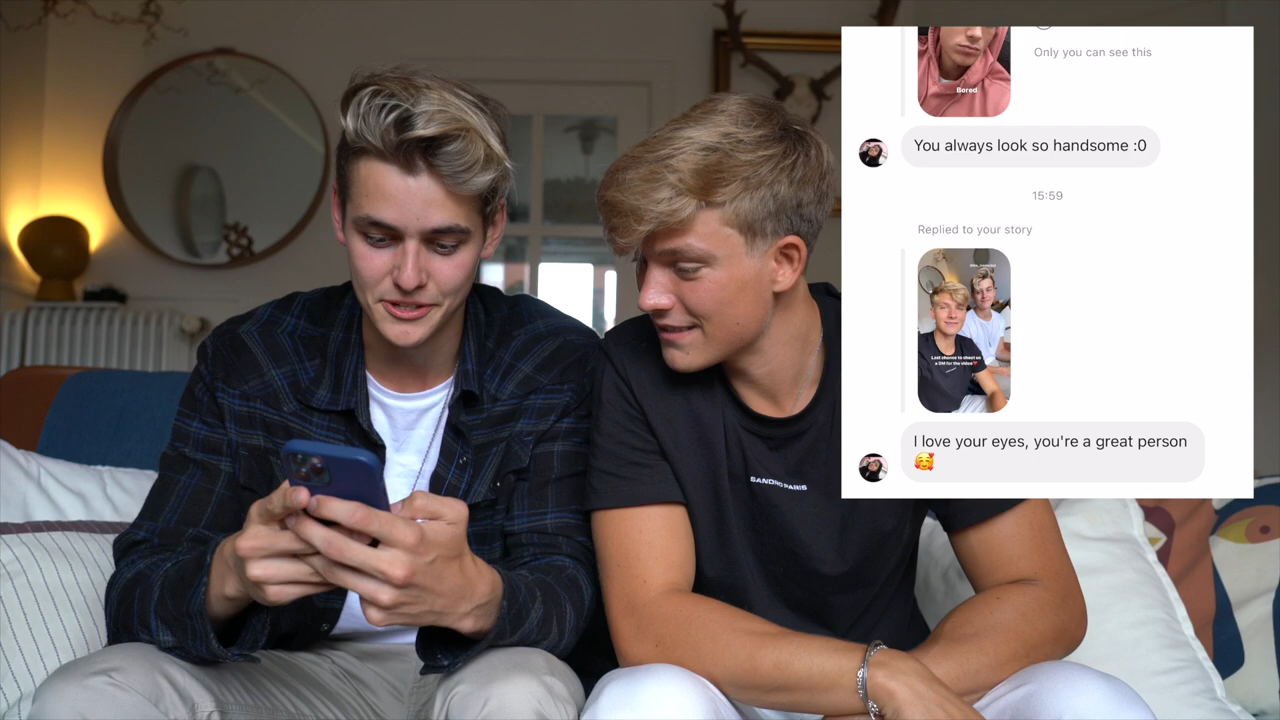 Only you can see this
Bored
You always look so handsome :0
15:59
Replied to your story
Last chance to cheat on
a DM for the video
I love your eyes, you're a great person
🥰
SANDRO PARIS